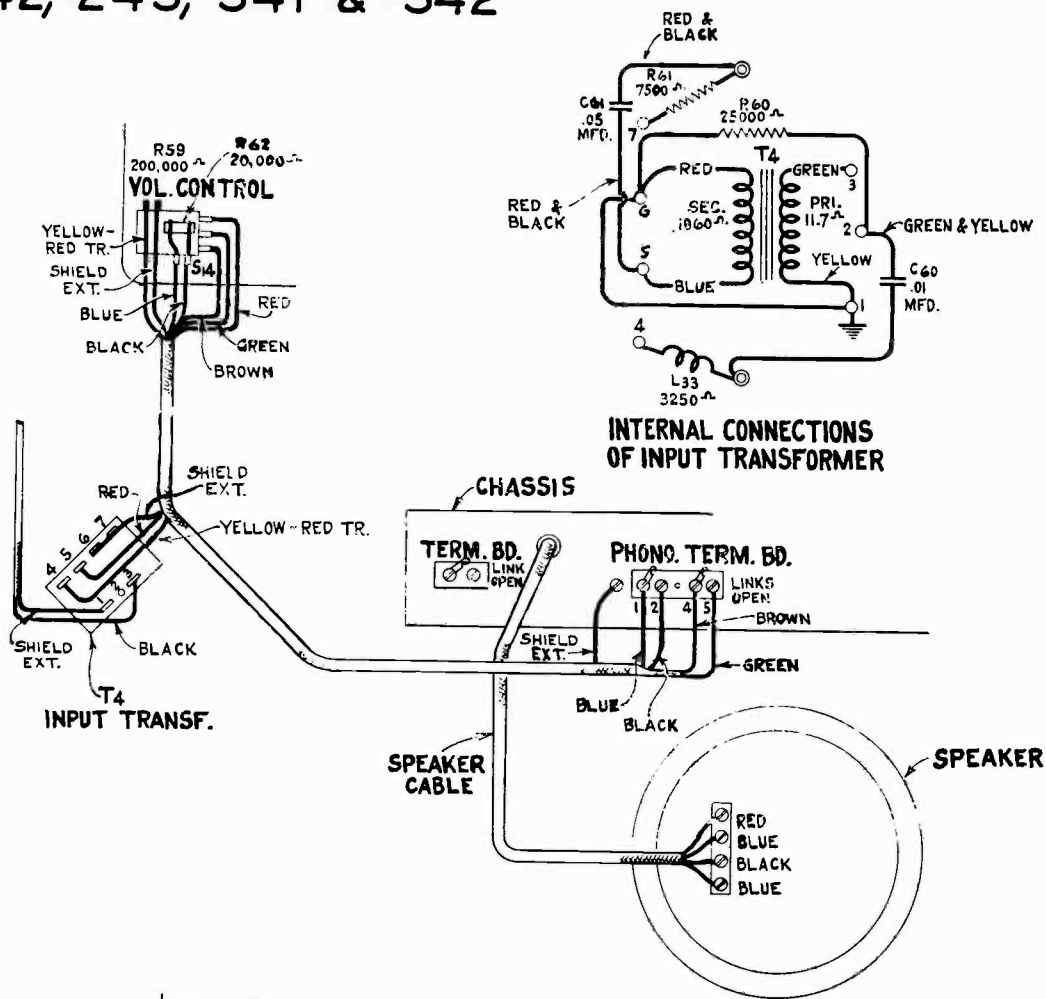 42, 243, 341 & 342
RED &
BLACK
R61
7500 Ω
C61
.05
MFD.
7
R60
25000 Ω
T4
RED
GREEN
3
RED &
BLACK
6
SEC.
1860 Ω
PRI.
11.7 Ω
2
GREEN & YELLOW
5
BLUE
YELLOW
C60
.01
MFD.
1
4
L33
3250 Ω
INTERNAL CONNECTIONS
OF INPUT TRANSFORMER
R59
200,000 Ω
R62
20,000 Ω
VOL. CONTROL
YELLOW-
RED TR.
SHIELD
EXT.
S14
BLUE
RED
BLACK
GREEN
BROWN
SHIELD
EXT.
RED
YELLOW-RED TR.
4 5 6 7
1 2 3
SHIELD
EXT.
BLACK
T4
INPUT TRANSF.
CHASSIS
TERM. BD.
LINK
OPEN
PHONO. TERM. BD.
C
LINKS
OPEN
1 2 4 5
BROWN
SHIELD
EXT.
GREEN
BLUE
BLACK
SPEAKER
CABLE
SPEAKER
RED
BLUE
BLACK
BLUE